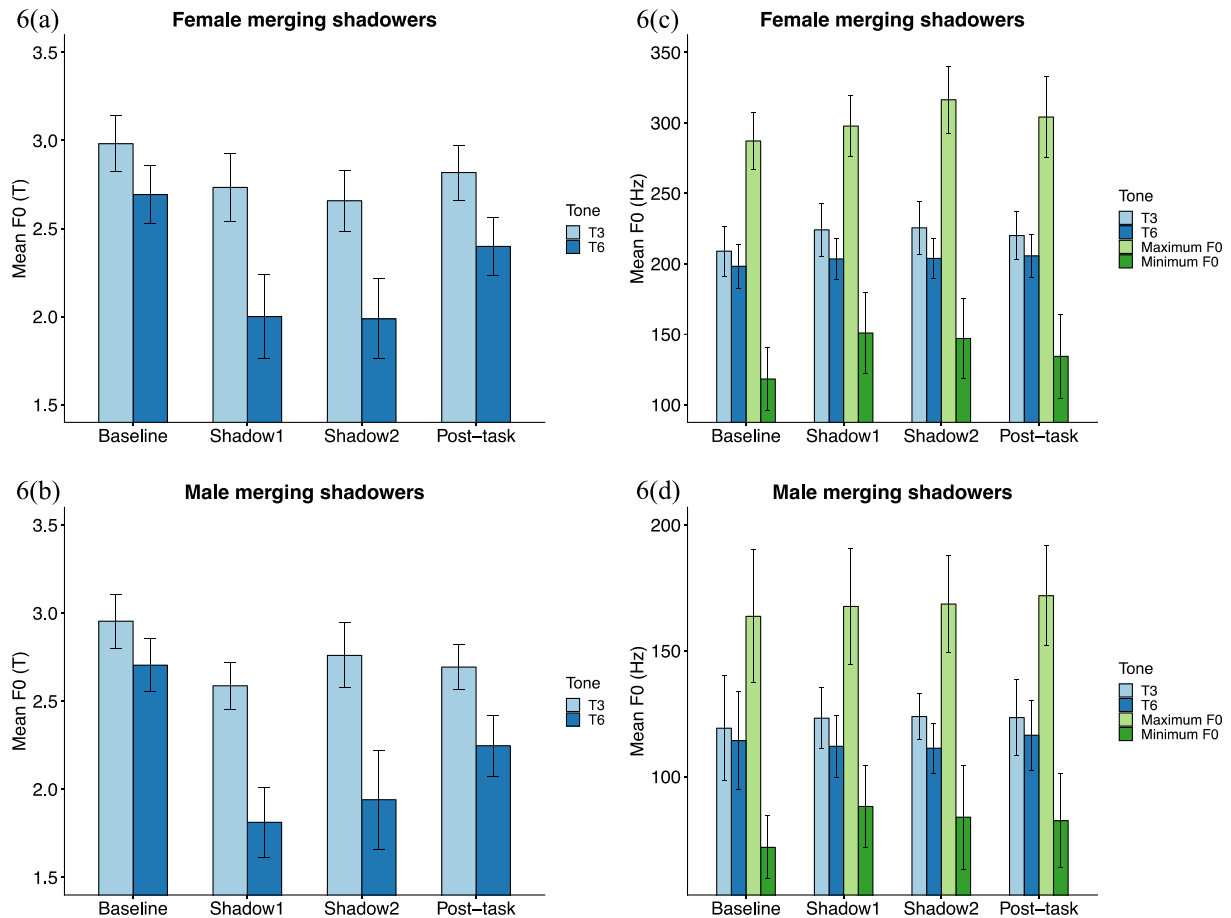 6(a)
Female merging shadowers
Mean F0 (T)
3.5
3.0
2.5
2.0
1.5
Baseline Shadow1 Shadow2 Post−task
Tone
T3
T6
6(c)
Female merging shadowers
Mean F0 (Hz)
350
300
250
200
150
100
Baseline Shadow1 Shadow2 Post−task
Tone
T3
T6
Maximum F0
Minimum F0
6(b)
Male merging shadowers
Mean F0 (T)
3.5
3.0
2.5
2.0
1.5
Baseline Shadow1 Shadow2 Post−task
Tone
T3
T6
6(d)
Male merging shadowers
Mean F0 (Hz)
200
150
100
Baseline Shadow1 Shadow2 Post−task
Tone
T3
T6
Maximum F0
Minimum F0